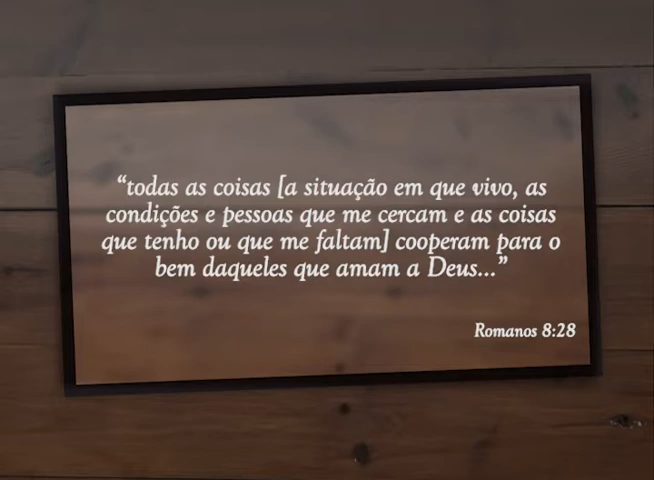 “todas as coisas [a situação em que vivo, as
condições e pessoas que me cercam e as coisas
que tenho ou que me faltam] cooperam para o
bem daqueles que amam a Deus...”
Romanos 8:28